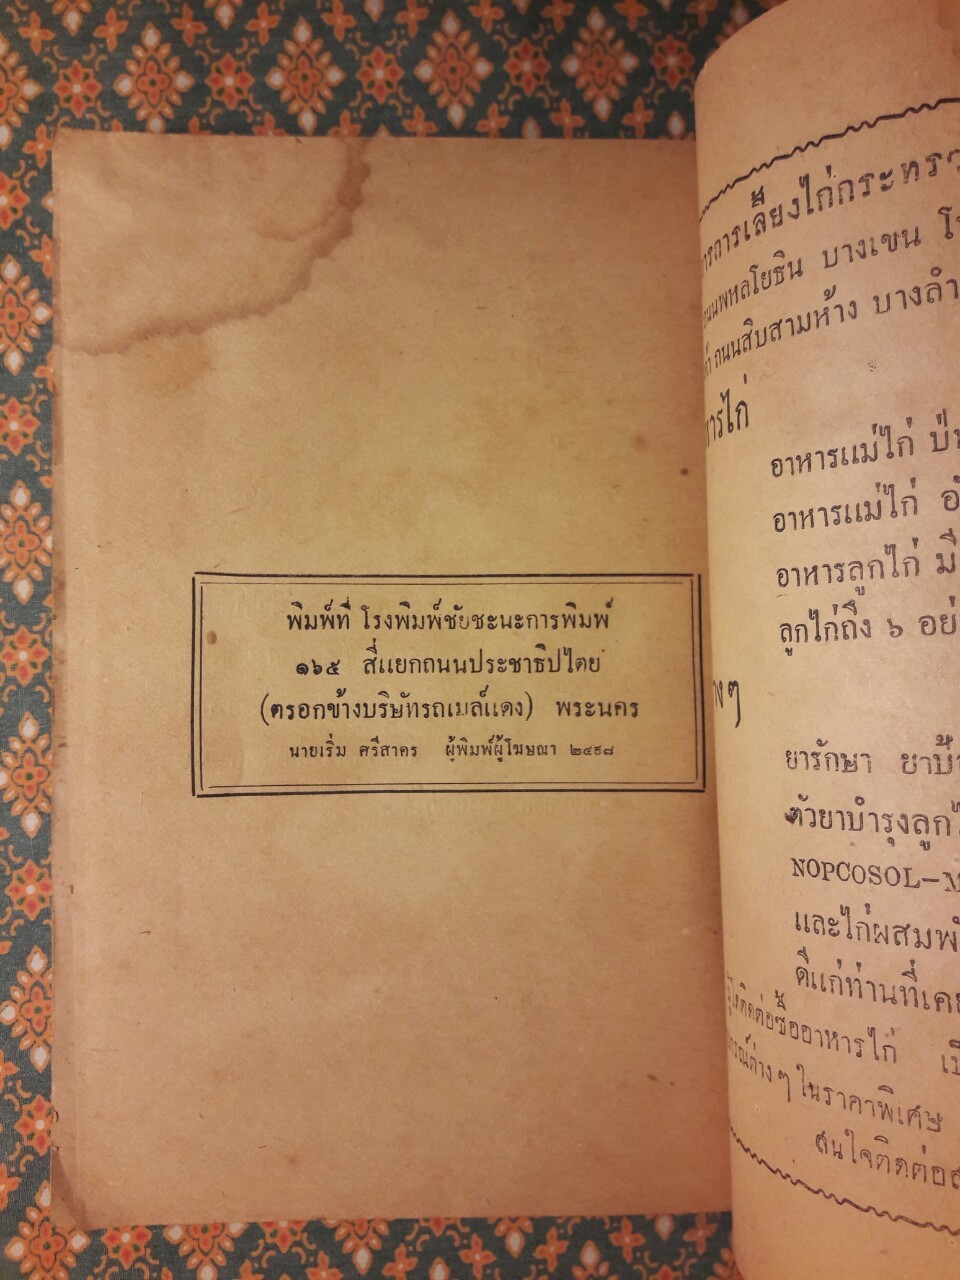 พิมพ์ที่ โรงพิมพ์ชัยชะนะการพิมพ์
๑๖๕ สี่แยกถนนประชาธิปไตย
(ตรอกข้างบริษัทรถเมล์แดง) พระนคร
นายเริ่ม ศรีสาคร ผู้พิมพ์ผู้โฆษณา ๒๔๙๘
การเลี้ยงไก่กระทรว
พหลโยธิน บางเขน
ถนนสิบสามห้าง บางลำ
อาหารแม่ไก่
อาหารแม่ไก่
อาหารลูกไก่ มี
ลูกไก่ถึง ๖ อย่
ยารักษา
ตัวยาบำรุงลูกไ
NOPCOSOL-M
และไก่ผสมพั
ดีแก่ท่านที่เคย
ติดต่อซื้ออาหารไก่
ต่างๆ ในราคาพิเศษ
สนใจติดต่อส